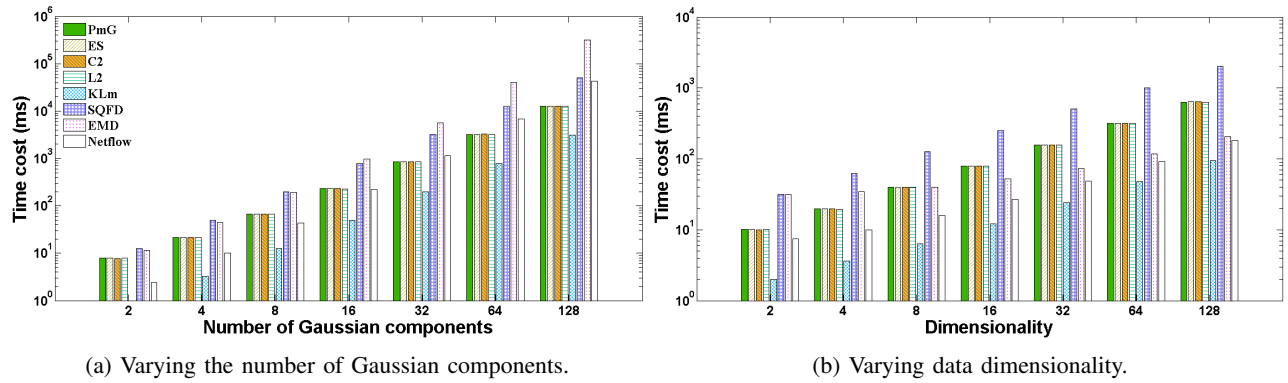 10^6
10^5
10^4
10^3
10^2
10^1
10^0
Time cost (ms)
PmG
ES
C2
L2
KLm
SQFD
EMD
Netflow
2 4 8 16 32 64 128
Number of Gaussian components
(a) Varying the number of Gaussian components.
10^4
10^3
10^2
10^1
10^0
Time cost (ms)
2 4 8 16 32 64 128
Dimensionality
(b) Varying data dimensionality.